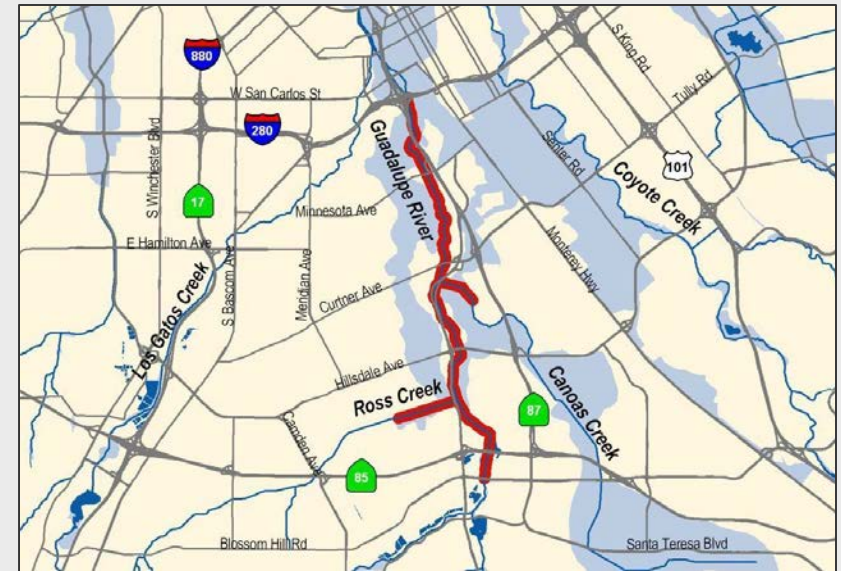 880
W San Carlos St
280
S Winchester Blvd
17
Minnesota Ave
E Hamilton Ave
S Bascom Ave
Meridian Ave
Los Gatos Creek
Curtner Ave
Guadalupe River
S King Rd
Tully Rd
Senter Rd
101
Coyote Creek
Monterey Hwy
Hillsdale Ave
Ross Creek
Canoas Creek
87
Camden Ave
85
Blossom Hill Rd
Santa Teresa Blvd